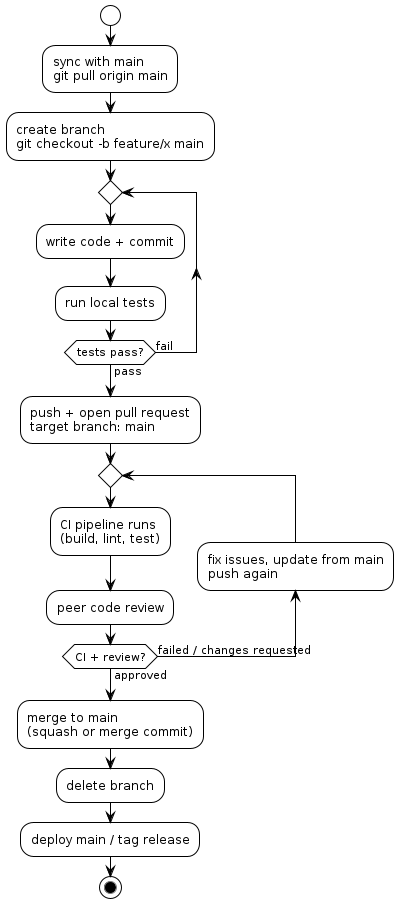 sync with main
git pull origin main
create branch
git checkout -b feature/x main
write code + commit
run local tests
tests pass?
fail
pass
push + open pull request
target branch: main
CI pipeline runs
(build, lint, test)
fix issues, update from main
push again
peer code review
CI + review?
failed / changes requested
approved
merge to main
(squash or merge commit)
delete branch
deploy main / tag release